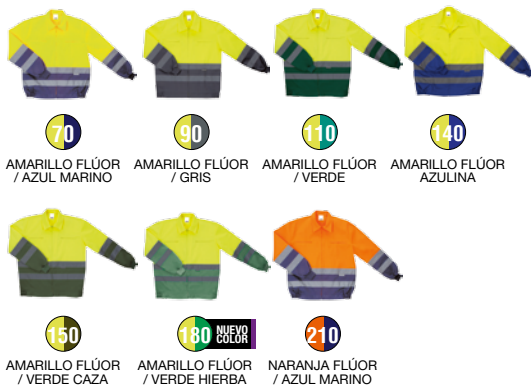 70
90
110
140
AMARILLO FLÚOR
/ AZUL MARINO
AMARILLO FLÚOR
/ GRIS
AMARILLO FLÚOR
/ VERDE
AMARILLO FLÚOR
AZULINA
150
180 NUEVO
COLOR
210
AMARILLO FLÚOR
/ VERDE CAZA
AMARILLO FLÚOR
/ VERDE HIERBA
NARANJA FLÚOR
/ AZUL MARINO